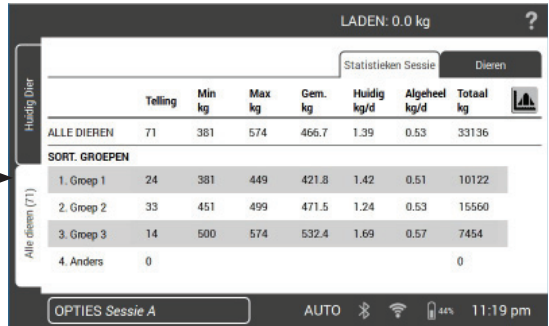 LADEN: 0.0 kg ?
Statistieken Sessie Dieren
Huidig Dier
Alle dieren (71)
Telling Min kg Max kg Gem. kg Huidig kg/d Algeheel kg/d Totaal kg
ALLE DIEREN 71 381 574 466.7 1.39 0.53 33136
SORT. GROEPEN
1. Groep 1 24 381 449 421.8 1.42 0.51 10122
2. Groep 2 33 451 499 471.5 1.24 0.53 15560
3. Groep 3 14 500 574 532.4 1.69 0.57 7454
4. Anders 0 0
OPTIES Sessie A AUTO 44% 11:19 pm